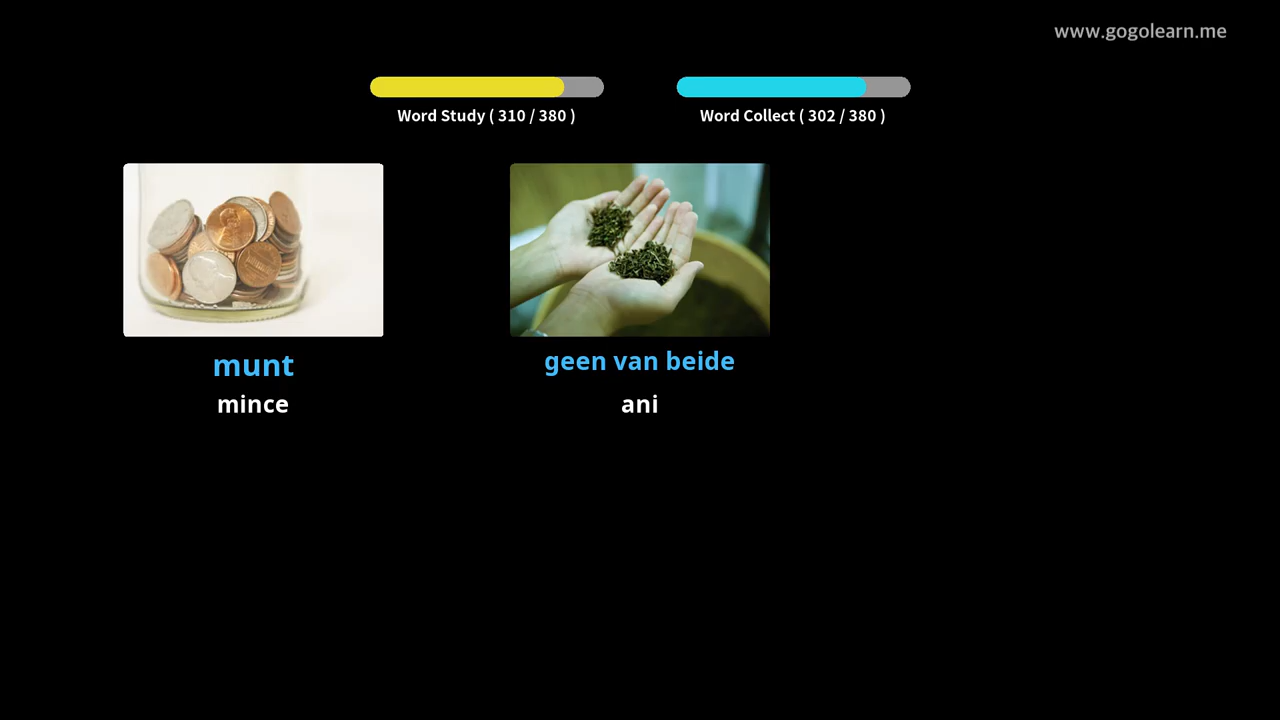 www.gogolearn.me
Word Study ( 310 / 380 )
Word Collect ( 302 / 380 )
munt
mince
geen van beide
ani